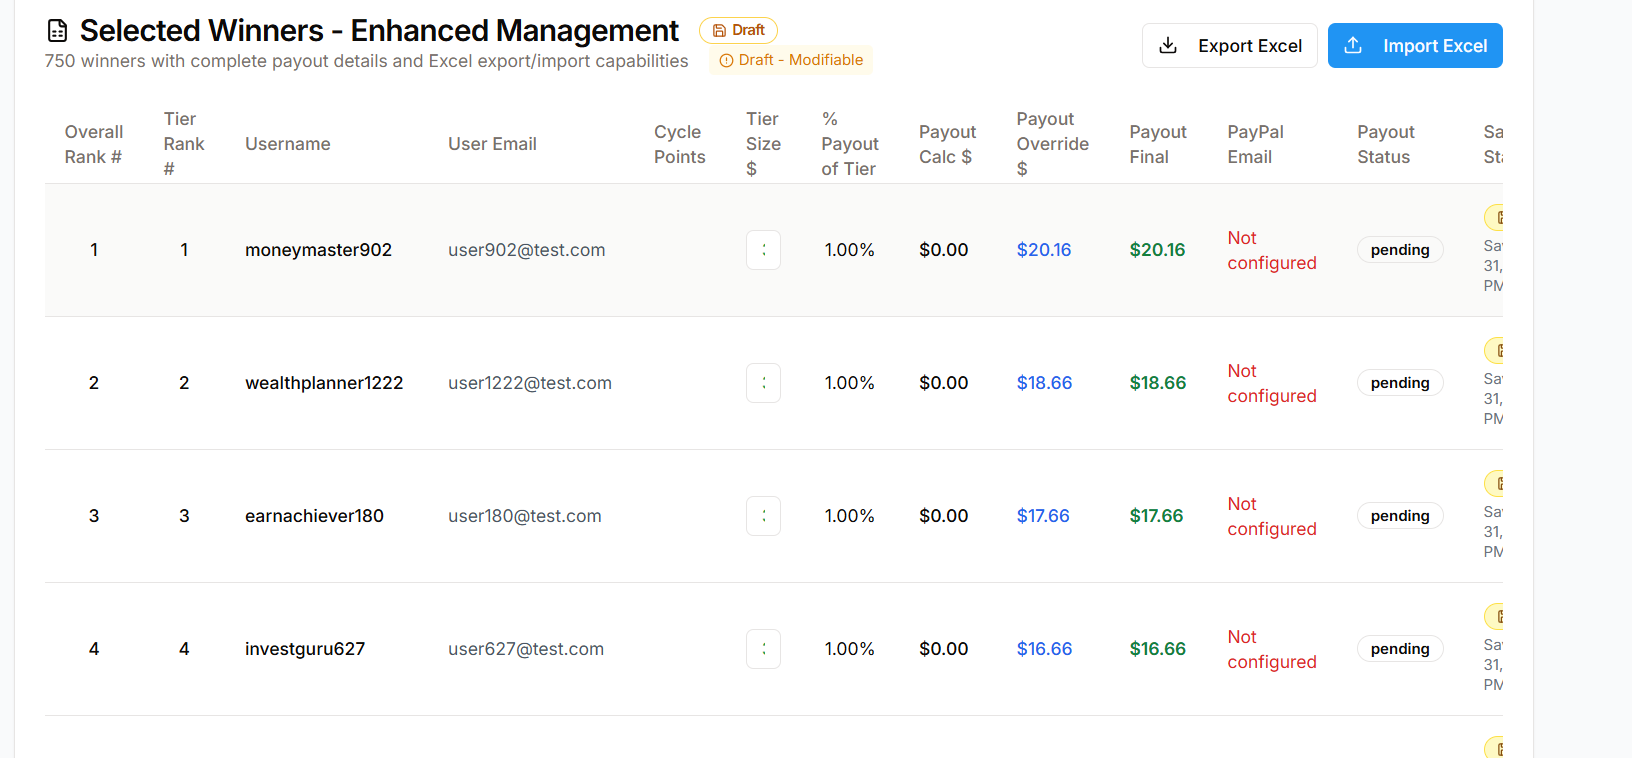 Selected Winners - Enhanced Management
Draft
750 winners with complete payout details and Excel export/import capabilities
Draft - Modifiable
Export Excel
Import Excel
Overall Rank #
Tier Rank #
Username
User Email
Cycle Points
Tier Size $
% Payout of Tier
Payout Calc $
Payout Override $
Payout Final
PayPal Email
Payout Status
1 1 moneymaster902 user902@test.com 1.00% $0.00 $20.16 $20.16 Not configured pending
31,
PM
2 2 wealthplanner1222 user1222@test.com 1.00% $0.00 $18.66 $18.66 Not configured pending
31,
PM
3 3 earnachiever180 user180@test.com 1.00% $0.00 $17.66 $17.66 Not configured pending
31,
PM
4 4 investguru627 user627@test.com 1.00% $0.00 $16.66 $16.66 Not configured pending
31,
PM